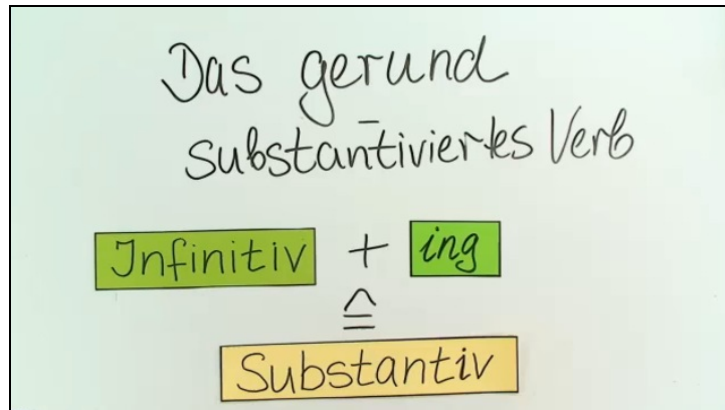 Das gerund
–
substantiviertes Verb
Infinitiv + ing
≙
Substantiv